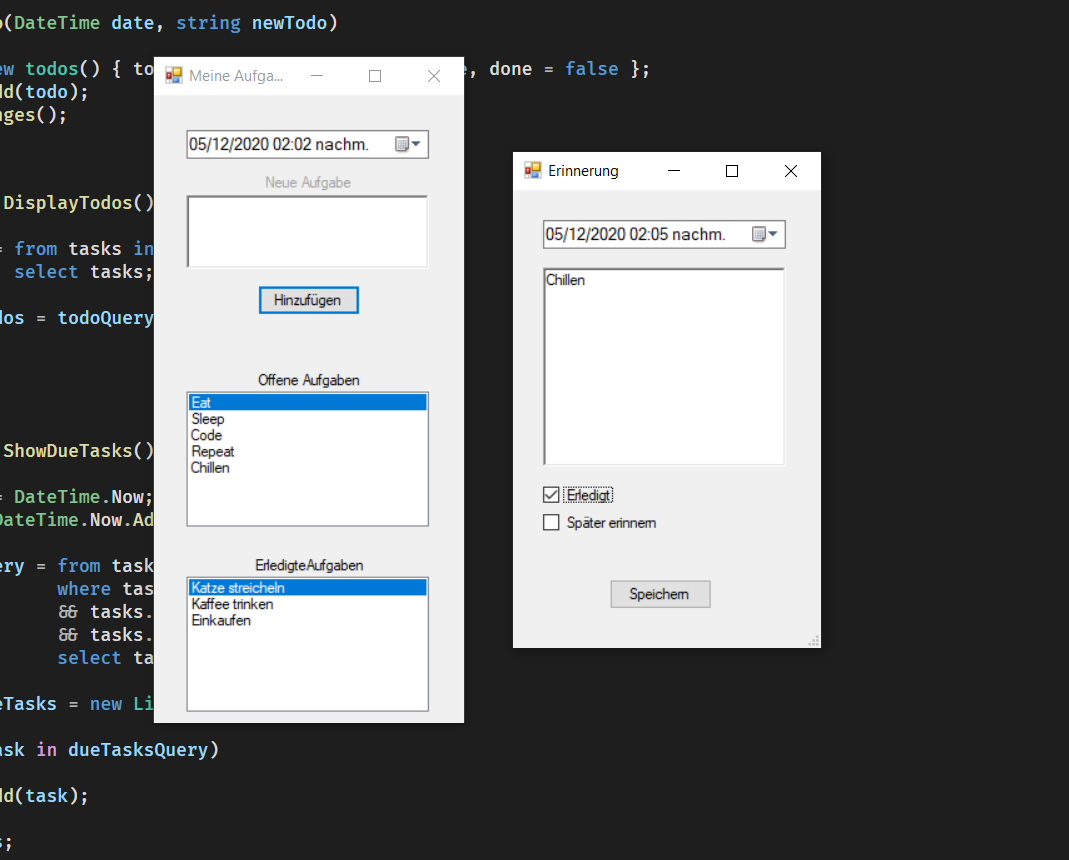 o(DateTime date, string newTodo)
ew todos() { to
e, done = false };
dd(todo);
nges();
DisplayTodos()
= from tasks in
select tasks;
dos = todoQuery
ShowDueTasks()
= DateTime.Now;
DateTime.Now.Ad
ery = from task
where tas
&& tasks.
&& tasks.
select ta
eTasks = new Li
ask in dueTasksQuery)
dd(task);
s;
Meine Aufga...
05/12/2020 02:02 nachm.
Neue Aufgabe
Hinzufügen
Offene Aufgaben
Eat
Sleep
Code
Repeat
Chillen
ErledigteAufgaben
Katze streicheln
Kaffee trinken
Einkaufen
Erinnerung
05/12/2020 02:05 nachm.
Chillen
Erledigt
Später erinnern
Speichern